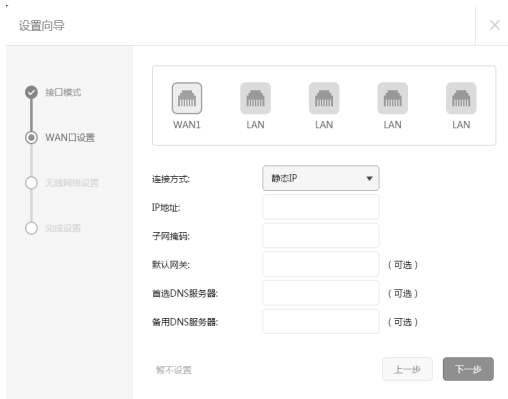 设置向导
接口模式
WAN口设置
无线网络设置
完成设置
WAN1 LAN LAN LAN LAN
连接方式: 静态IP
IP地址:
子网掩码:
默认网关: (可选)
首选DNS服务器: (可选)
备用DNS服务器: (可选)
暂不设置 上一步 下一步